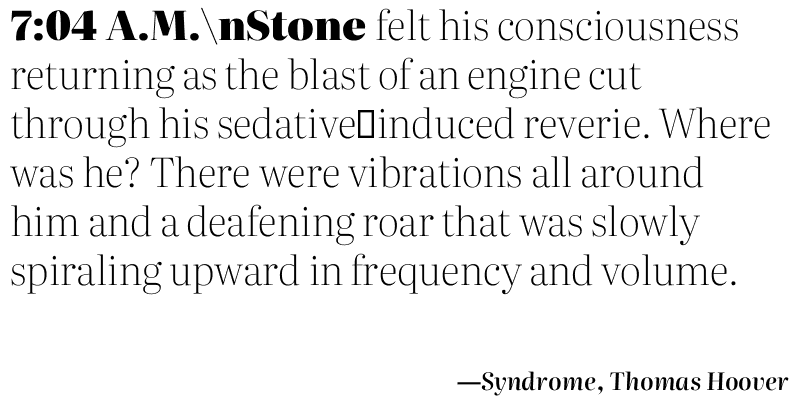 7:04 A.M.\nStone felt his consciousness
returning as the blast of an engine cut
through his sedative▯induced reverie. Where
was he? There were vibrations all around
him and a deafening roar that was slowly
spiraling upward in frequency and volume.
—Syndrome, Thomas Hoover